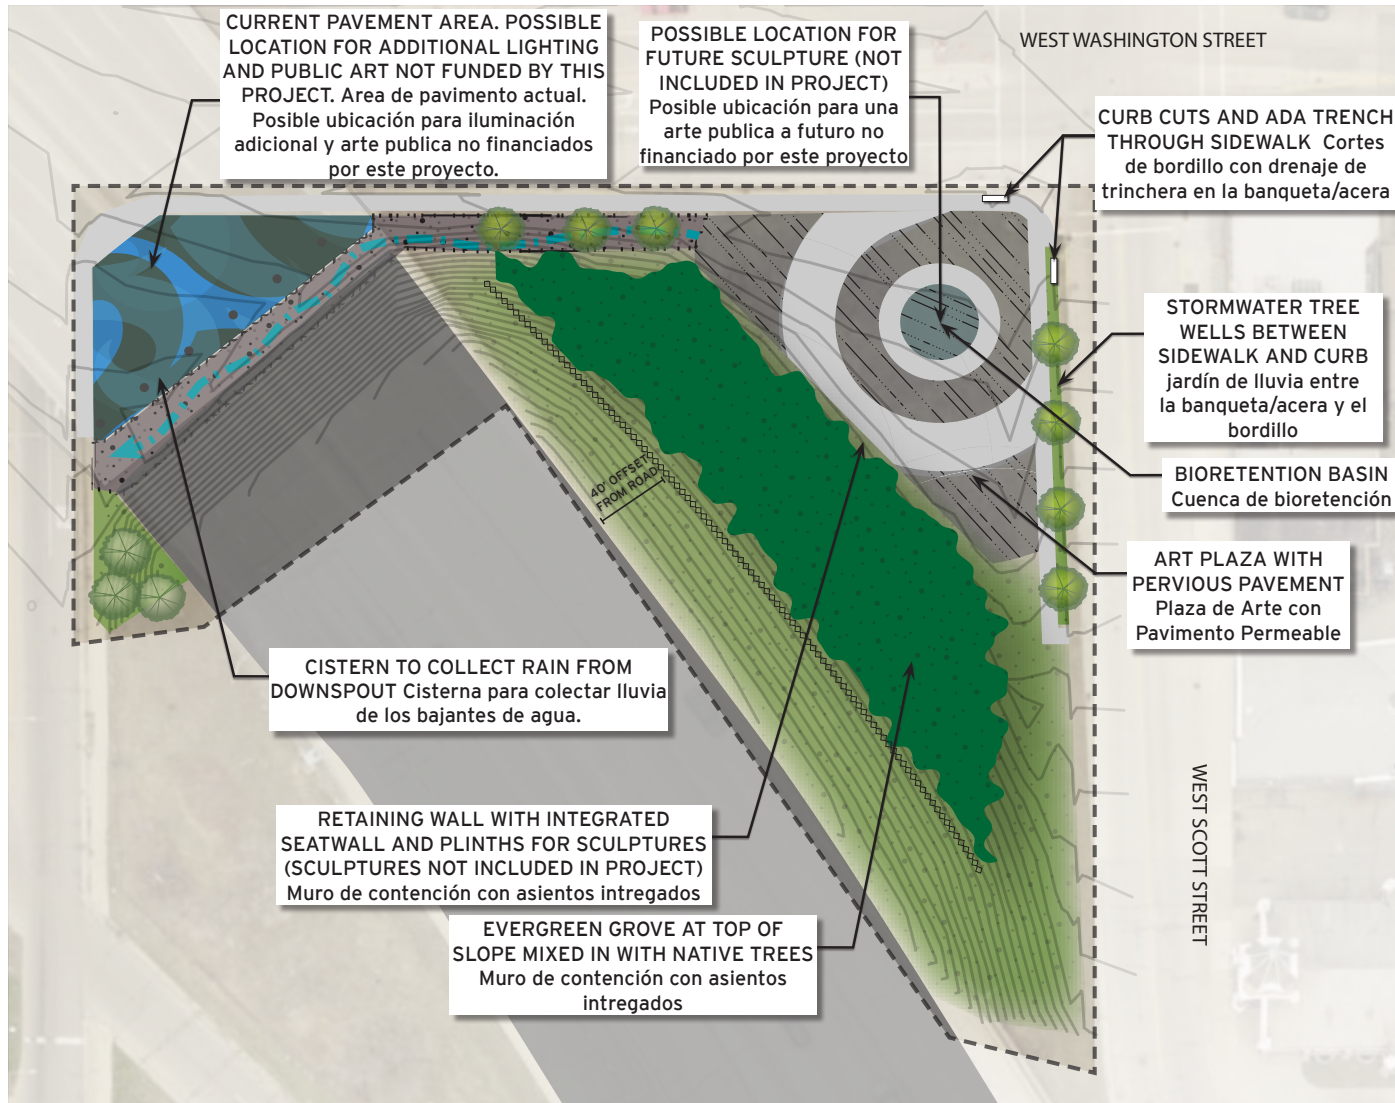 CURRENT PAVEMENT AREA. POSSIBLE
LOCATION FOR ADDITIONAL LIGHTING
AND PUBLIC ART NOT FUNDED BY THIS
PROJECT. Area de pavimento actual.
Posible ubicación para iluminación
adicional y arte publica no financiados
por este proyecto.
POSSIBLE LOCATION FOR
FUTURE SCULPTURE (NOT
INCLUDED IN PROJECT)
Posible ubicación para una
arte publica a futuro no
financiado por este proyecto
WEST WASHINGTON STREET
CURB CUTS AND ADA TRENCH
THROUGH SIDEWALK Cortes
de bordillo con drenaje de
trinchera en la banqueta/acera
STORMWATER TREE
WELLS BETWEEN
SIDEWALK AND CURB
jardín de lluvia entre
la banqueta/acera y el
bordillo
BIORETENTION BASIN
Cuenca de bioretención
ART PLAZA WITH
PERVIOUS PAVEMENT
Plaza de Arte con
Pavimento Permeable
40' OFFSET
FROM ROAD
CISTERN TO COLLECT RAIN FROM
DOWNSPOUT Cisterna para colectar lluvia
de los bajantes de agua.
RETAINING WALL WITH INTEGRATED
SEATWALL AND PLINTHS FOR SCULPTURES
(SCULPTURES NOT INCLUDED IN PROJECT)
Muro de contención con asientos intregados
EVERGREEN GROVE AT TOP OF
SLOPE MIXED IN WITH NATIVE TREES
Muro de contención con asientos
intregados
WEST SCOTT STREET